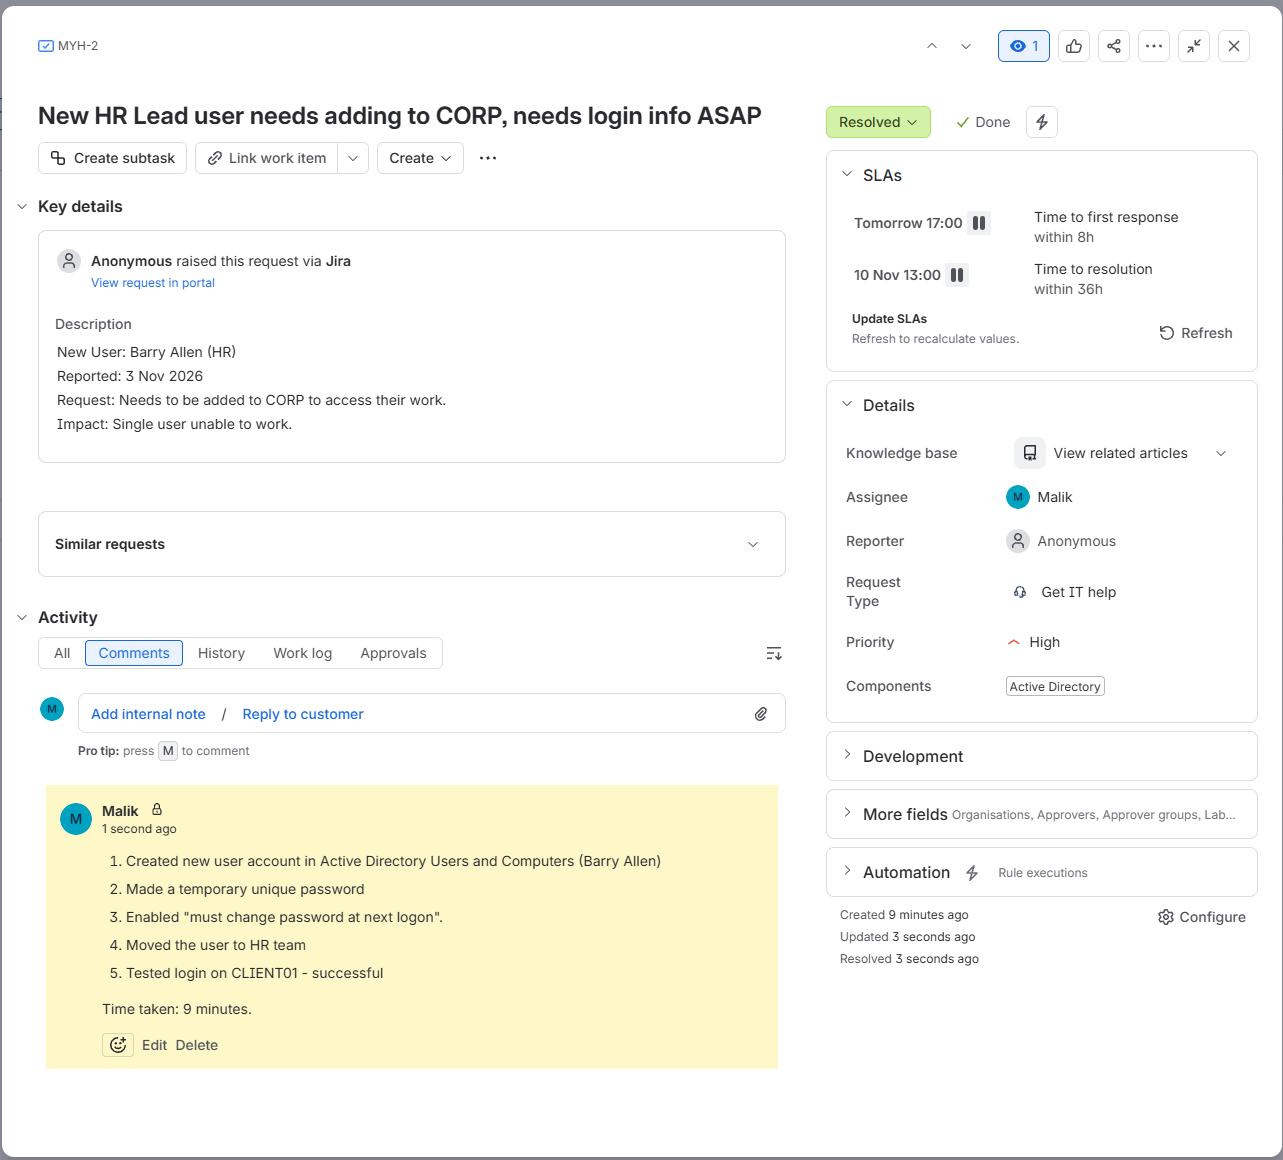 MYH-2
1
New HR Lead user needs adding to CORP, needs login info ASAP
Create subtask
Link work item
Create
Key details
Anonymous raised this request via Jira
View request in portal
Description
New User: Barry Allen (HR)
Reported: 3 Nov 2026
Request: Needs to be added to CORP to access their work.
Impact: Single user unable to work.
Similar requests
Activity
All Comments History Work log Approvals
M
Add internal note / Reply to customer
Pro tip: press M to comment
M
Malik
1 second ago
1. Created new user account in Active Directory Users and Computers (Barry Allen)
2. Made a temporary unique password
3. Enabled "must change password at next logon".
4. Moved the user to HR team
5. Tested login on CLIENT01 - successful
Time taken: 9 minutes.
Edit Delete
Resolved
Done
SLAs
Tomorrow 17:00
Time to first response
within 8h
10 Nov 13:00
Time to resolution
within 36h
Update SLAs
Refresh to recalculate values.
Refresh
Details
Knowledge base
View related articles
Assignee
M Malik
Reporter
Anonymous
Request
Type
Get IT help
Priority
High
Components
Active Directory
Development
More fields Organisations, Approvers, Approver groups, Lab...
Automation
Rule executions
Created 9 minutes ago
Configure
Updated 3 seconds ago
Resolved 3 seconds ago